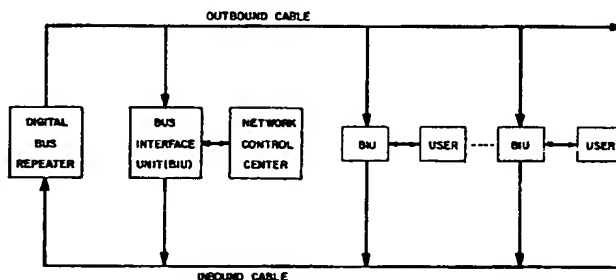 OUTBOUND CABLE
DIGITAL
BUS
REPEATER
BUS
INTERFACE
UNIT(BIU)
NETWORK
CONTROL
CENTER
BIU
USER
BIU
USER
INBOUND CABLE